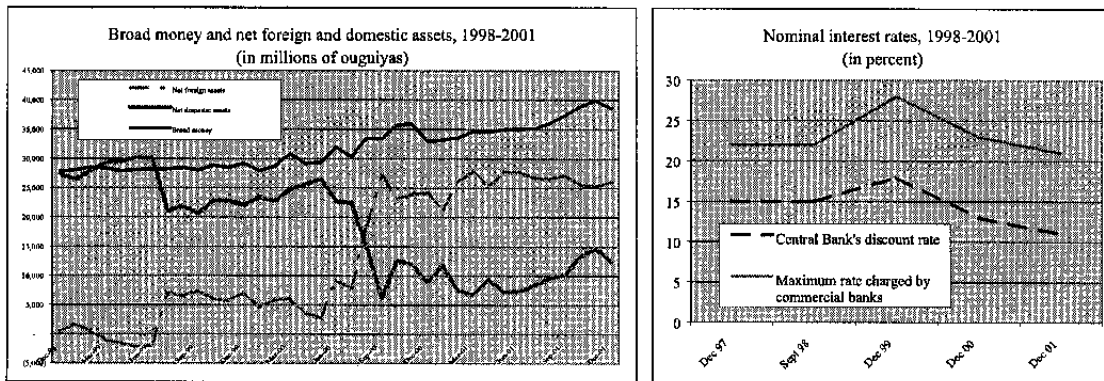 Broad money and net foreign and domestic assets, 1998-2001
(in millions of ouguiyas)
45,000
40,000
35,000
30,000
25,000
20,000
15,000
10,000
5,000
-
(5,000)
Net foreign assets
Net domestic assets
Broad money
Nominal interest rates, 1998-2001
(in percent)
30
25
20
15
10
5
0
Central Bank's discount rate
Maximum rate charged by
commercial banks
Dec 97
Sept 98
Dec 99
Dec 00
Dec 01